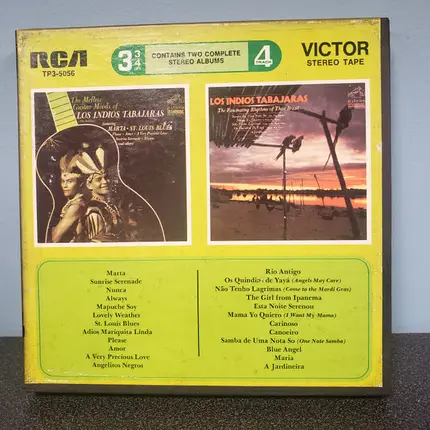 RCA
TP3-5056
3 3/4
CONTAINS TWO COMPLETE
STEREO ALBUMS
4
TRACK
VICTOR
STEREO TAPE
The Mellow
Guitar Moods of
LOS INDIOS TABAJARAS
MARTA • ST. LOUIS BLUES
LOS INDIOS TABAJARAS
The Fascinating Rhythms of Their Brazil
Marta
Sunrise Serenade
Nunca
Always
Mapuche Soy
Lovely Weather
St. Louis Blues
Adios Mariquita Linda
Please
Amor
A Very Precious Love
Angelitos Negros
Rio Antigo
Os Quindins de Yayá (Angels May Care)
Não Tenho Lagrimas (Come to the Mardi Gras)
The Girl from Ipanema
Esta Noite Serenou
Mama Yo Quiero (I Want My Mama)
Carinoso
Canoeiro
Samba de Uma Nota So (One Note Samba)
Blue Angel
Maria
A Jardineira